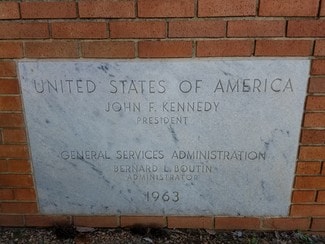 UNITED STATES OF AMERICA
JOHN F. KENNEDY
PRESIDENT
GENERAL SERVICES ADMINISTRATION
BERNARD L. BOUTIN
ADMINISTRATOR
1963